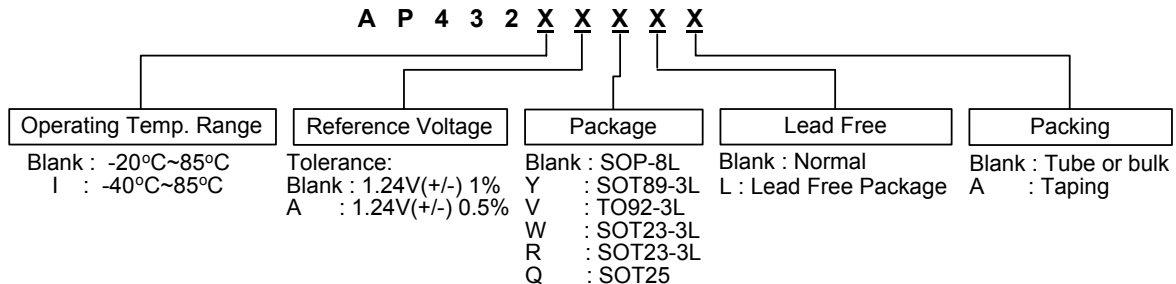 A P 4 3 2 X X X X X
Operating Temp. Range
Blank : -20°C~85°C
I : -40°C~85°C
Reference Voltage
Tolerance:
Blank : 1.24V(+/-) 1%
A : 1.24V(+/-) 0.5%
Package
Blank : SOP-8L
Y : SOT89-3L
V : TO92-3L
W : SOT23-3L
R : SOT23-3L
Q : SOT25
Lead Free
Blank : Normal
L : Lead Free Package
Packing
Blank : Tube or bulk
A : Taping